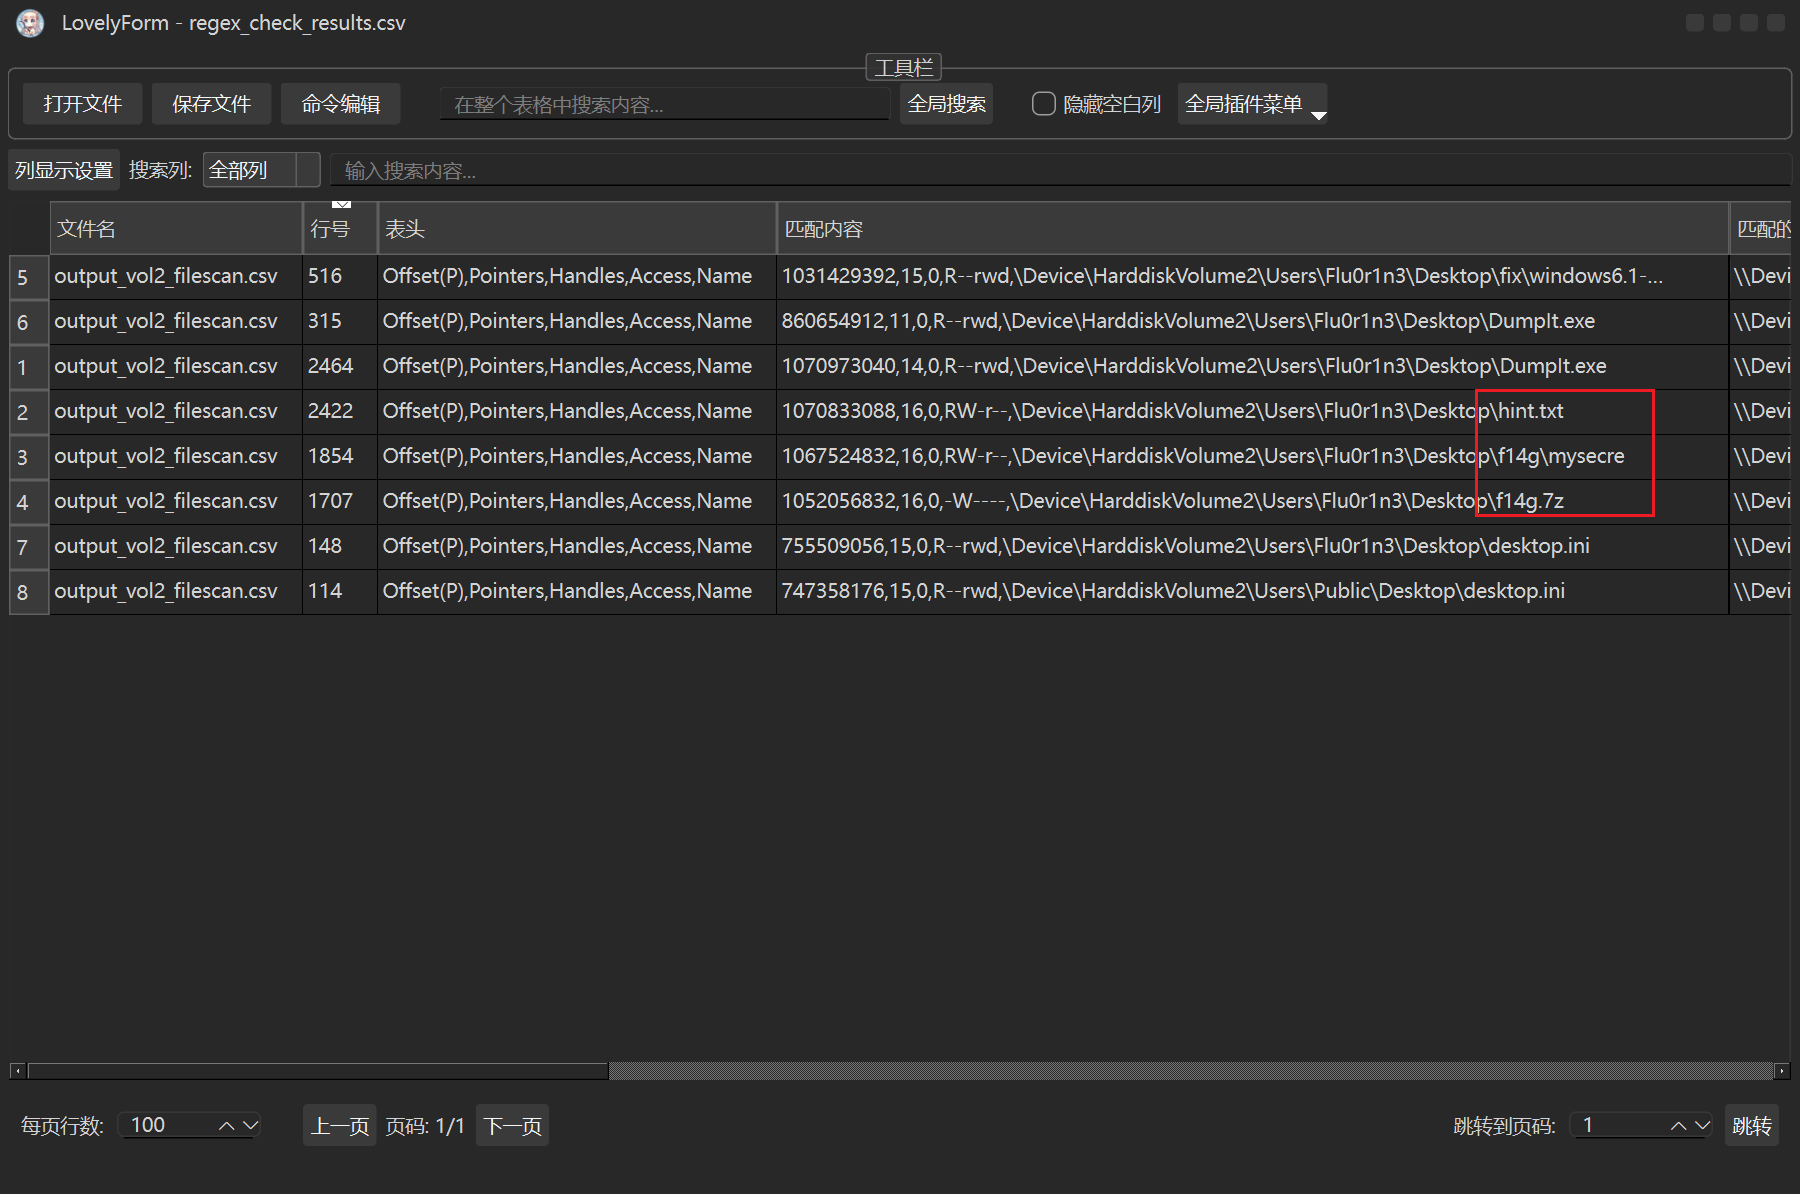 LovelyForm - regex_check_results.csv
工具栏
打开文件 保存文件 命令编辑 在整个表格中搜索内容... 全局搜索 隐藏空白列 全局插件菜单
列显示设置 搜索列: 全部列 输入搜索内容...
文件名 行号 表头 匹配内容 匹配的
5 output_vol2_filescan.csv 516 Offset(P),Pointers,Handles,Access,Name 1031429392,15,0,R--rwd,\Device\HarddiskVolume2\Users\Flu0r1n3\Desktop\fix\windows6.1-... \\Devi
6 output_vol2_filescan.csv 315 Offset(P),Pointers,Handles,Access,Name 860654912,11,0,R--rwd,\Device\HarddiskVolume2\Users\Flu0r1n3\Desktop\DumpIt.exe \\Devi
1 output_vol2_filescan.csv 2464 Offset(P),Pointers,Handles,Access,Name 1070973040,14,0,R--rwd,\Device\HarddiskVolume2\Users\Flu0r1n3\Desktop\DumpIt.exe \\Devi
2 output_vol2_filescan.csv 2422 Offset(P),Pointers,Handles,Access,Name 1070833088,16,0,RW-r--,\Device\HarddiskVolume2\Users\Flu0r1n3\Desktop\hint.txt \\Devi
3 output_vol2_filescan.csv 1854 Offset(P),Pointers,Handles,Access,Name 1067524832,16,0,RW-r--,\Device\HarddiskVolume2\Users\Flu0r1n3\Desktop\f14g\mysecre \\Devi
4 output_vol2_filescan.csv 1707 Offset(P),Pointers,Handles,Access,Name 1052056832,16,0,-W----,\Device\HarddiskVolume2\Users\Flu0r1n3\Desktop\f14g.7z \\Devi
7 output_vol2_filescan.csv 148 Offset(P),Pointers,Handles,Access,Name 755509056,15,0,R--rwd,\Device\HarddiskVolume2\Users\Flu0r1n3\Desktop\desktop.ini \\Devi
8 output_vol2_filescan.csv 114 Offset(P),Pointers,Handles,Access,Name 747358176,15,0,R--rwd,\Device\HarddiskVolume2\Users\Public\Desktop\desktop.ini \\Devi
每页行数: 100 上一页 页码: 1/1 下一页 跳转到页码: 1 跳转